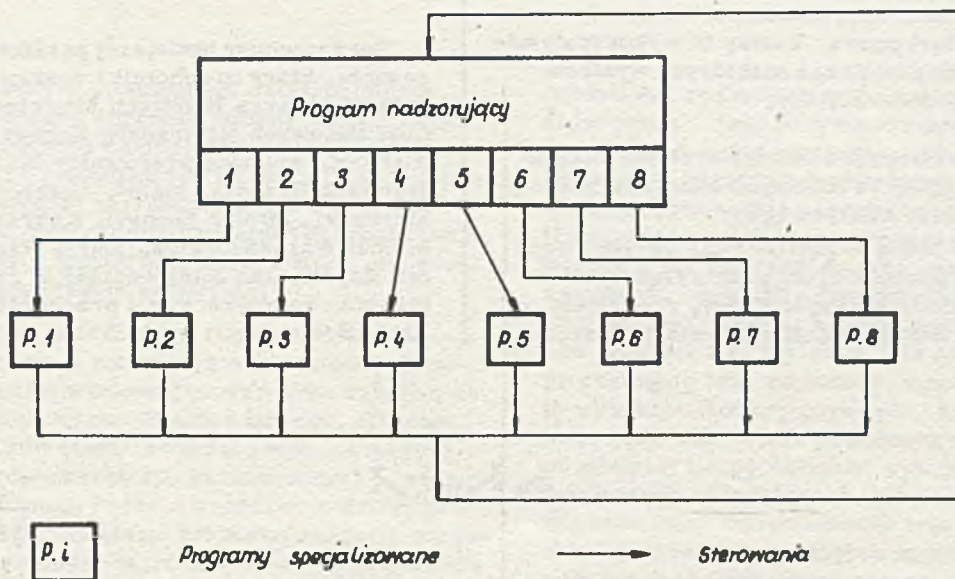 Program nadzorujący
1 2 3 4 5 6 7 8
P.1 P.2 P.3 P.4 P.5 P.6 P.7 P.8
P.i Programy specjalizowane Sterowania